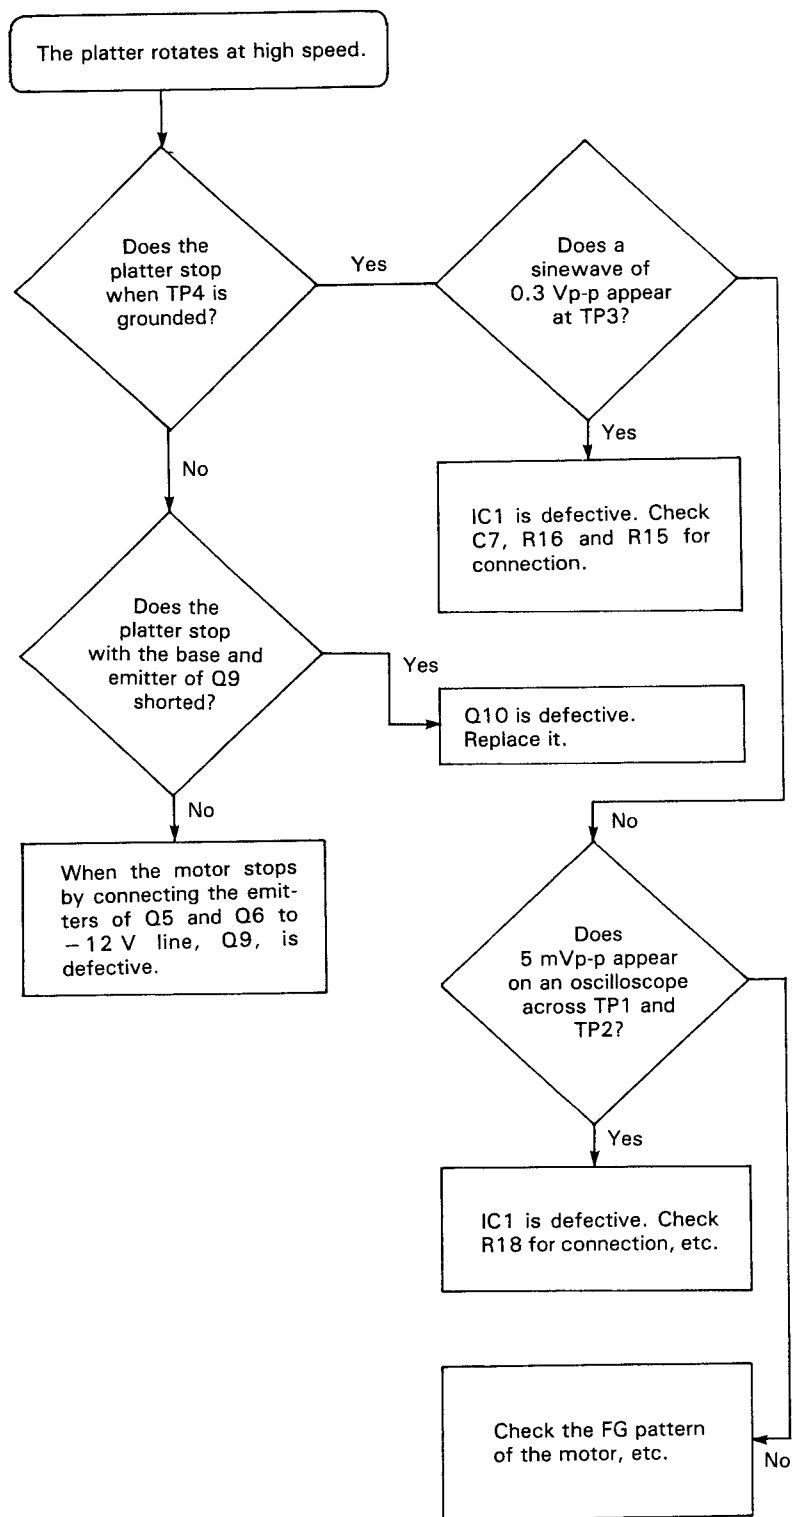 The platter rotates at high speed.
Does the
platter stop
when TP4 is
grounded?
Yes
Does a
sinewave of
0.3 Vp-p appear
at TP3?
Yes
No
IC1 is defective. Check
C7, R16 and R15 for
connection.
Does the
platter stop
with the base and
emitter of Q9
shorted?
Yes
Q10 is defective.
Replace it.
No
No
When the motor stops
by connecting the emit-
ters of Q5 and Q6 to
−12 V line, Q9, is
defective.
Does
5 mVp-p appear
on an oscilloscope
across TP1 and
TP2?
Yes
IC1 is defective. Check
R18 for connection, etc.
Check the FG pattern
of the motor, etc.
No